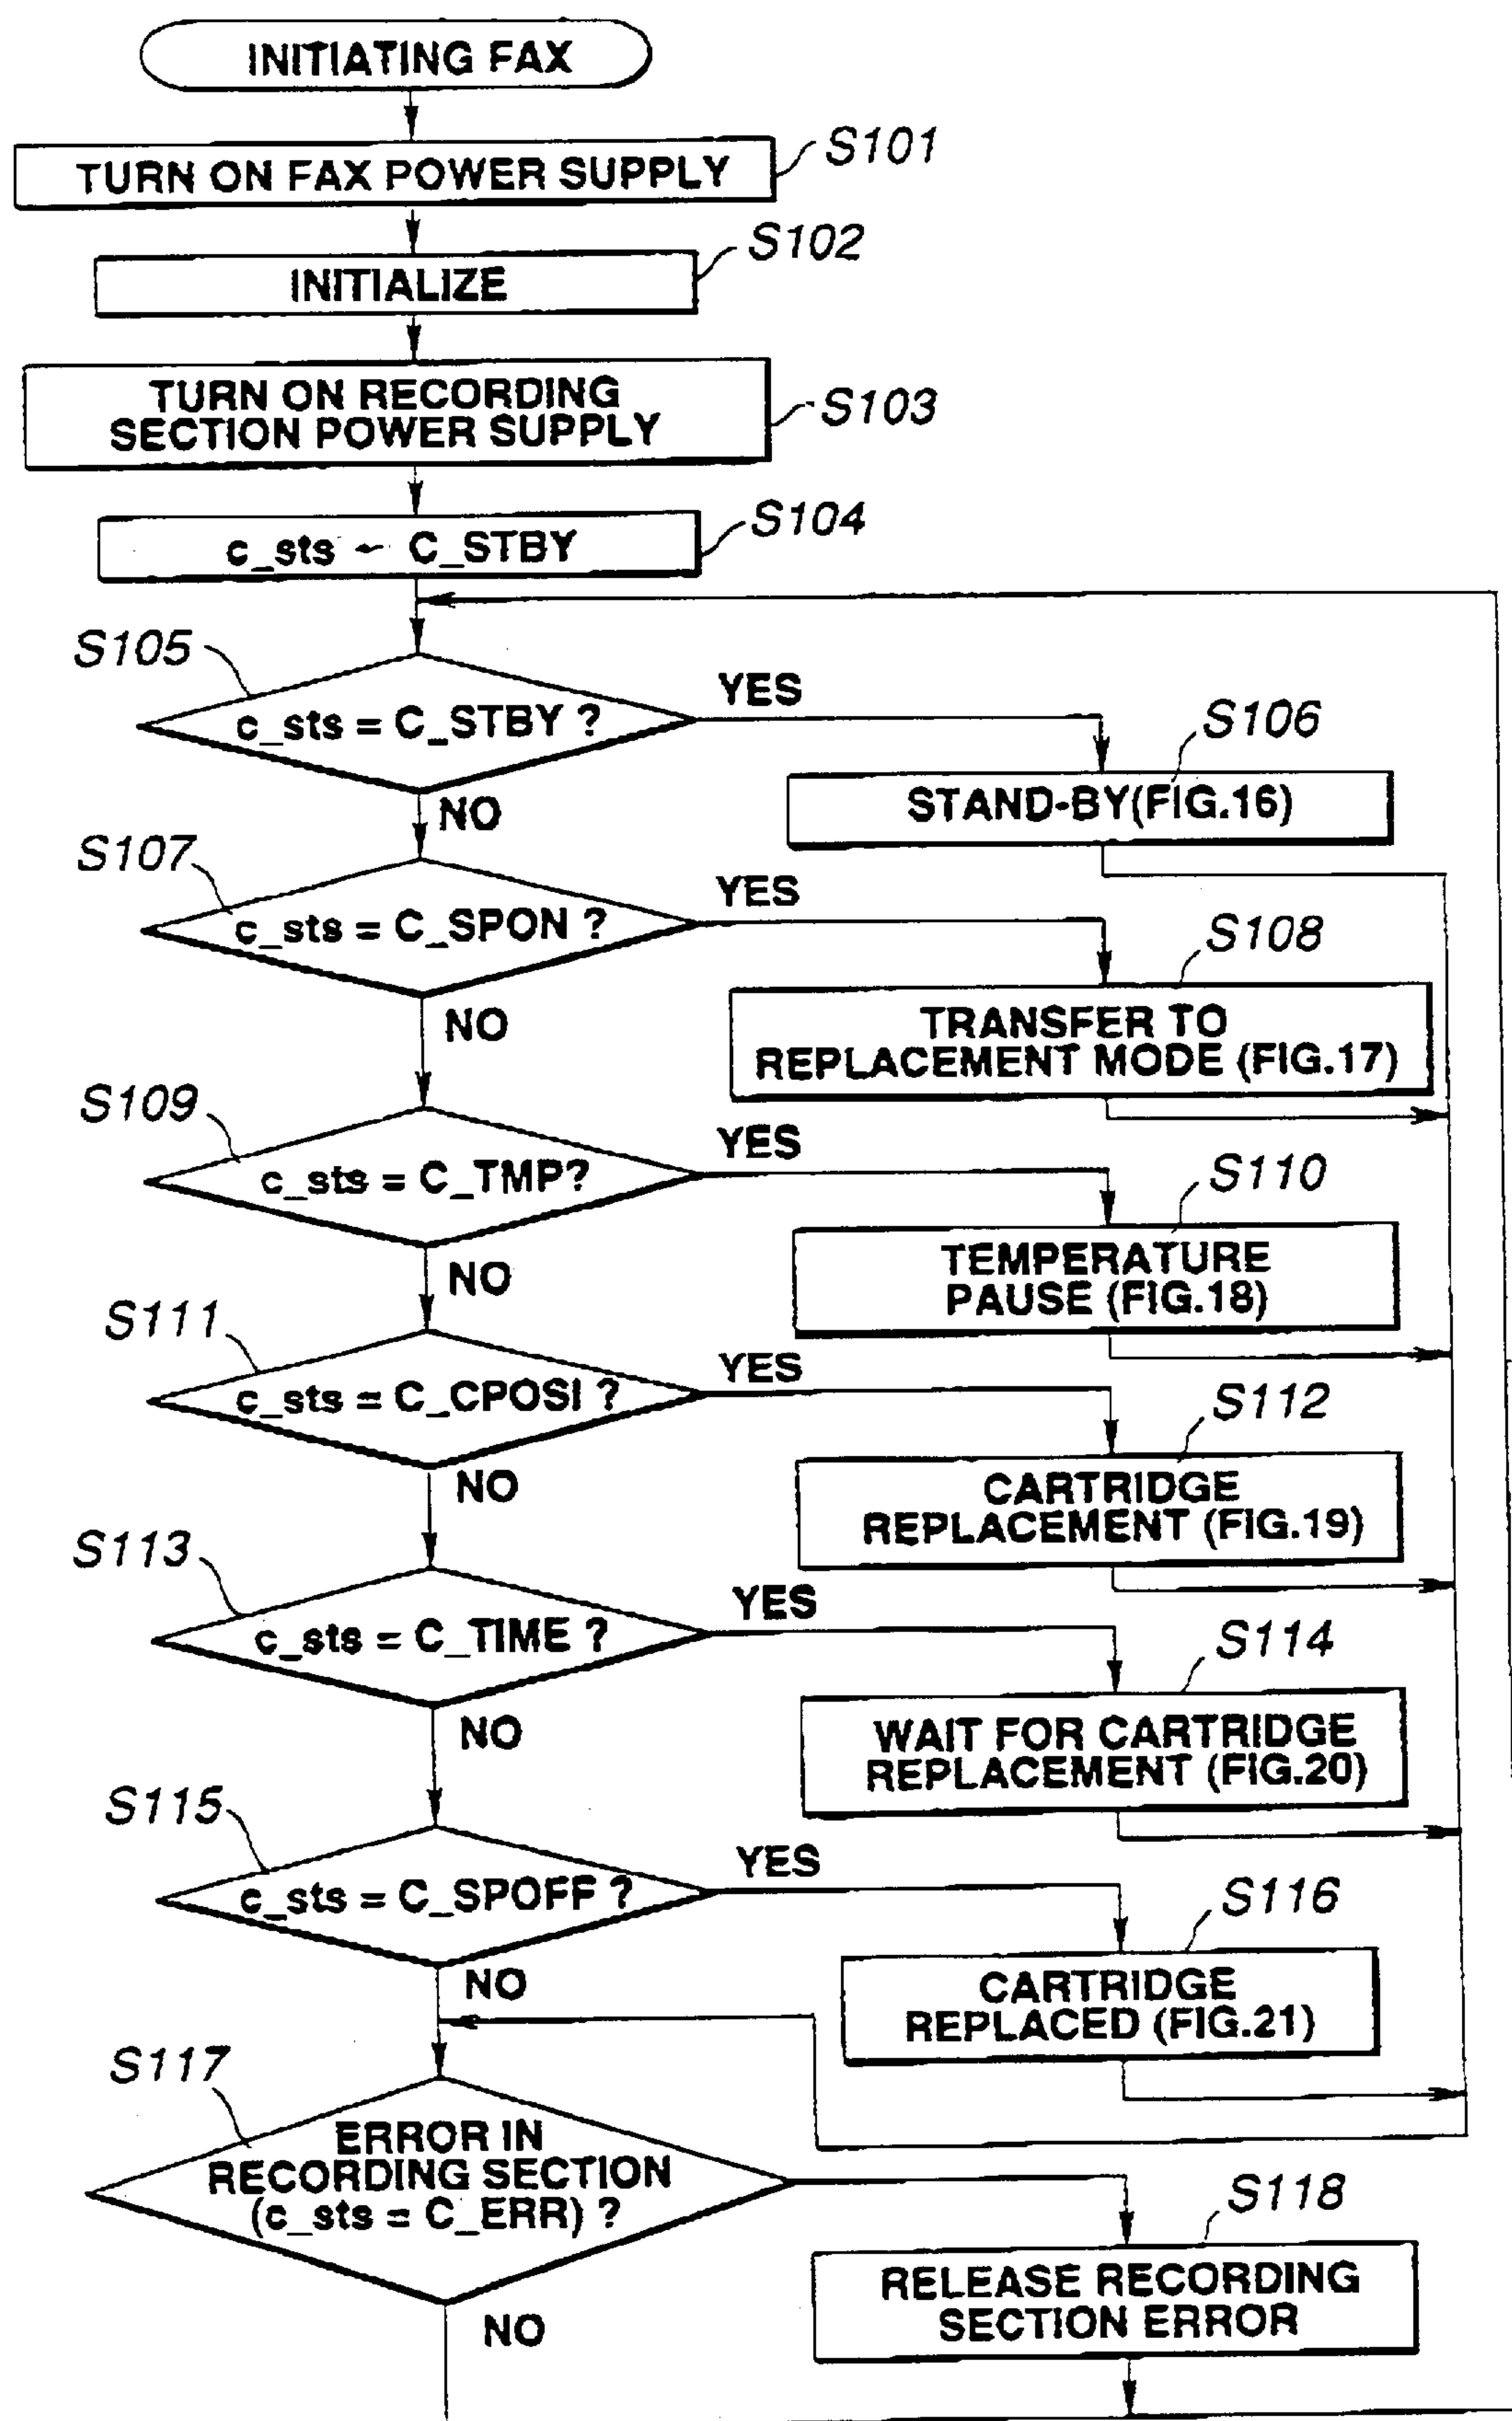 INITIATING FAX
S101
TURN ON FAX POWER SUPPLY
S102
INITIALIZE
S103
TURN ON RECORDING
SECTION POWER SUPPLY
S104
c_sts ← C_STBY
S105
c_sts = C_STBY ?
YES
NO
S106
STAND-BY(FIG.16)
S107
c_sts = C_SPON ?
YES
NO
S108
TRANSFER TO
REPLACEMENT MODE (FIG.17)
S109
c_sts = C_TMP?
YES
NO
S110
TEMPERATURE
PAUSE (FIG.18)
S111
c_sts = C_CPOSI ?
YES
NO
S112
CARTRIDGE
REPLACEMENT (FIG.19)
S113
c_sts = C_TIME ?
YES
NO
S114
WAIT FOR CARTRIDGE
REPLACEMENT (FIG.20)
S115
c_sts = C_SPOFF ?
YES
NO
S116
CARTRIDGE
REPLACED (FIG.21)
S117
ERROR IN
RECORDING SECTION
(c_sts = C_ERR) ?
NO
S118
RELEASE RECORDING
SECTION ERROR